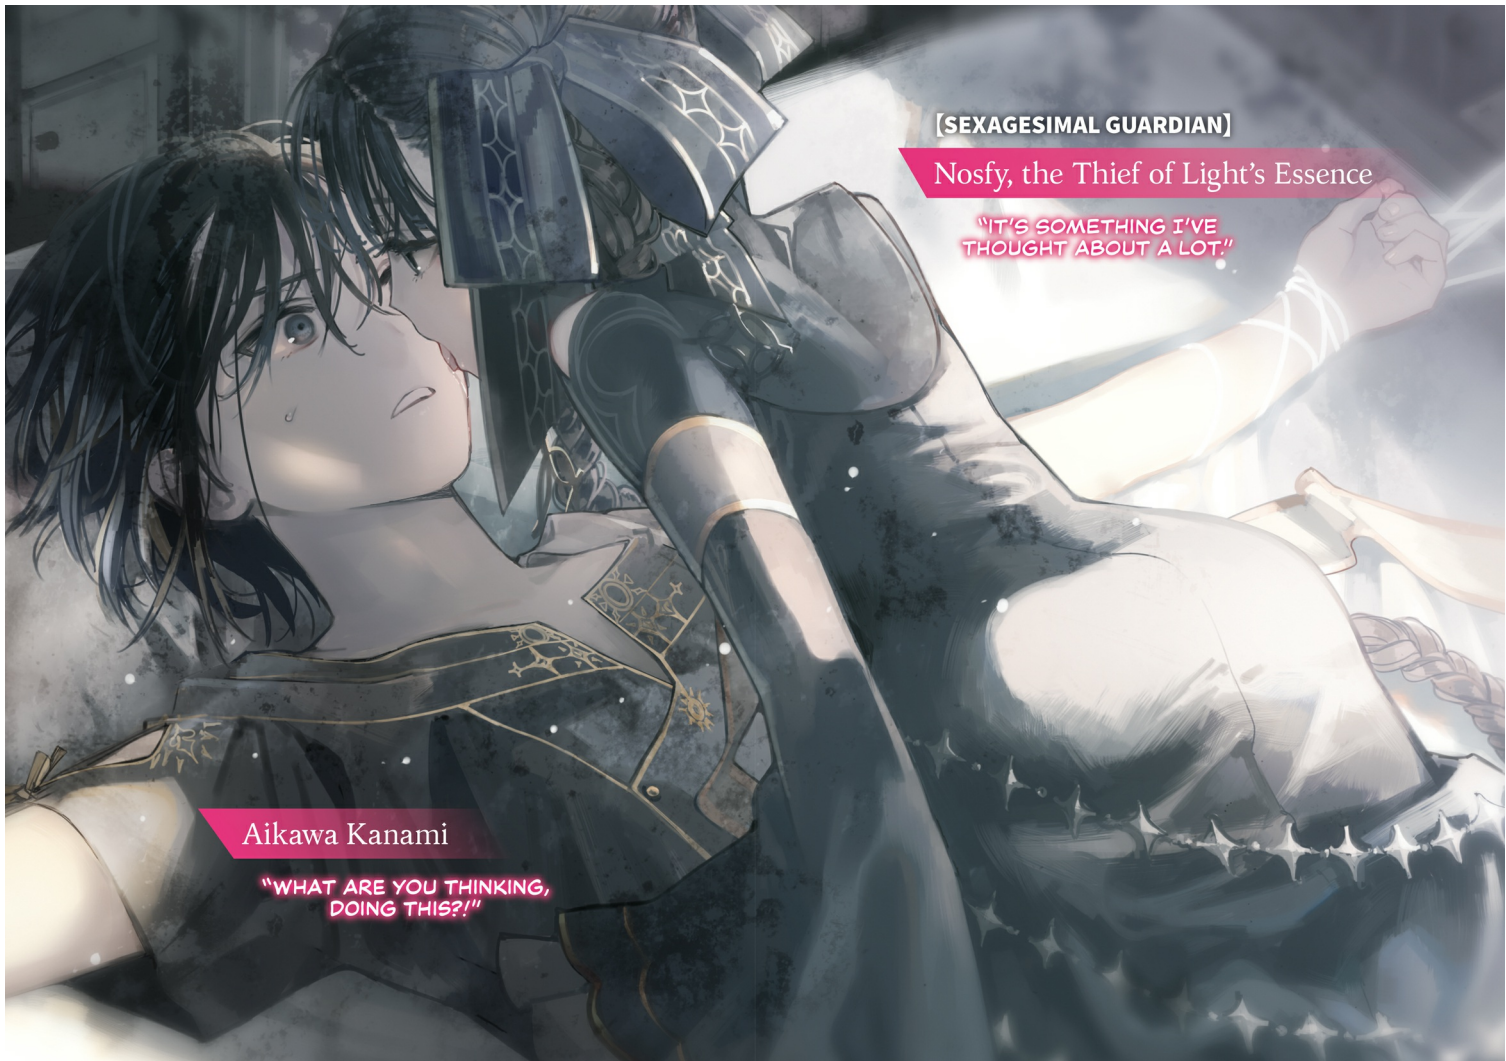 【SEXAGESIMAL GUARDIAN】
Nosfy, the Thief of Light's Essence
"IT'S SOMETHING I'VE
THOUGHT ABOUT A LOT."
Aikawa Kanami
"WHAT ARE YOU THINKING,
DOING THIS?!"